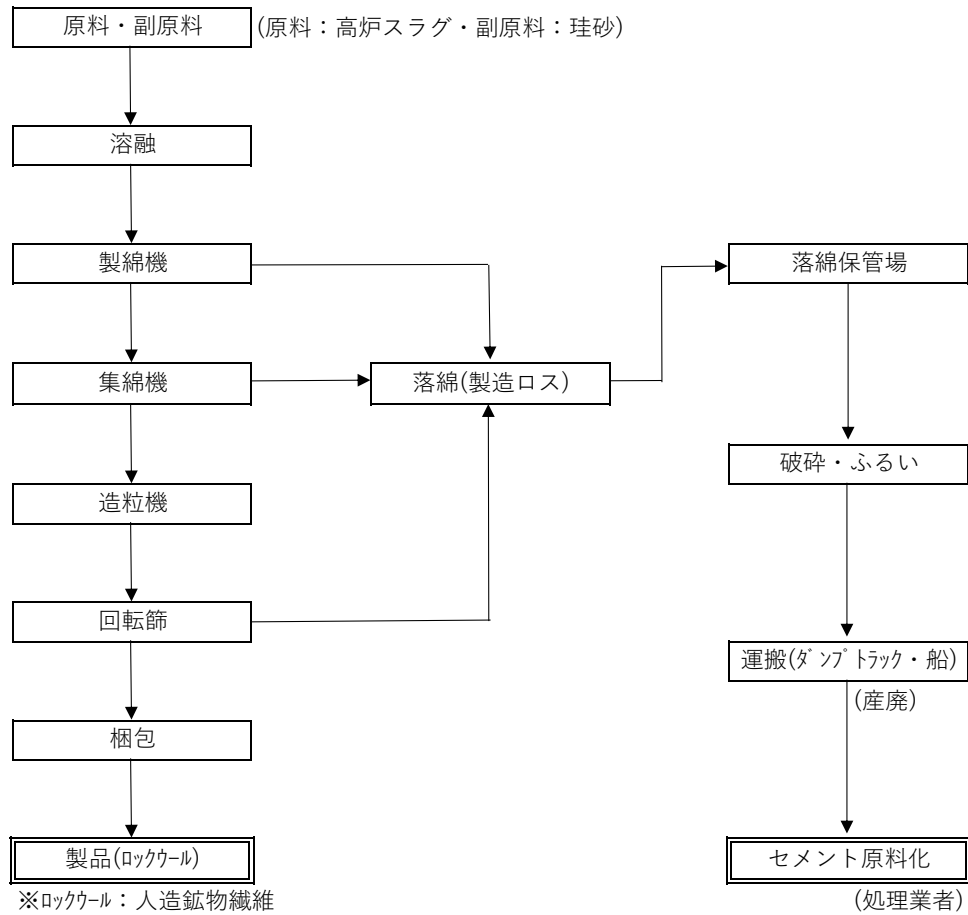 原料・副原料
(原料：高炉スラグ・副原料：珪砂)
溶融
製綿機
落綿保管場
集綿機
落綿(製造ロス)
破砕・ふるい
造粒機
回転篩
運搬(ﾀﾞﾝﾌﾟﾄﾗｯｸ・船)
(産廃)
梱包
製品(ﾛｯｸｳｰﾙ)
セメント原料化
※ﾛｯｸｳｰﾙ：人造鉱物繊維
(処理業者)